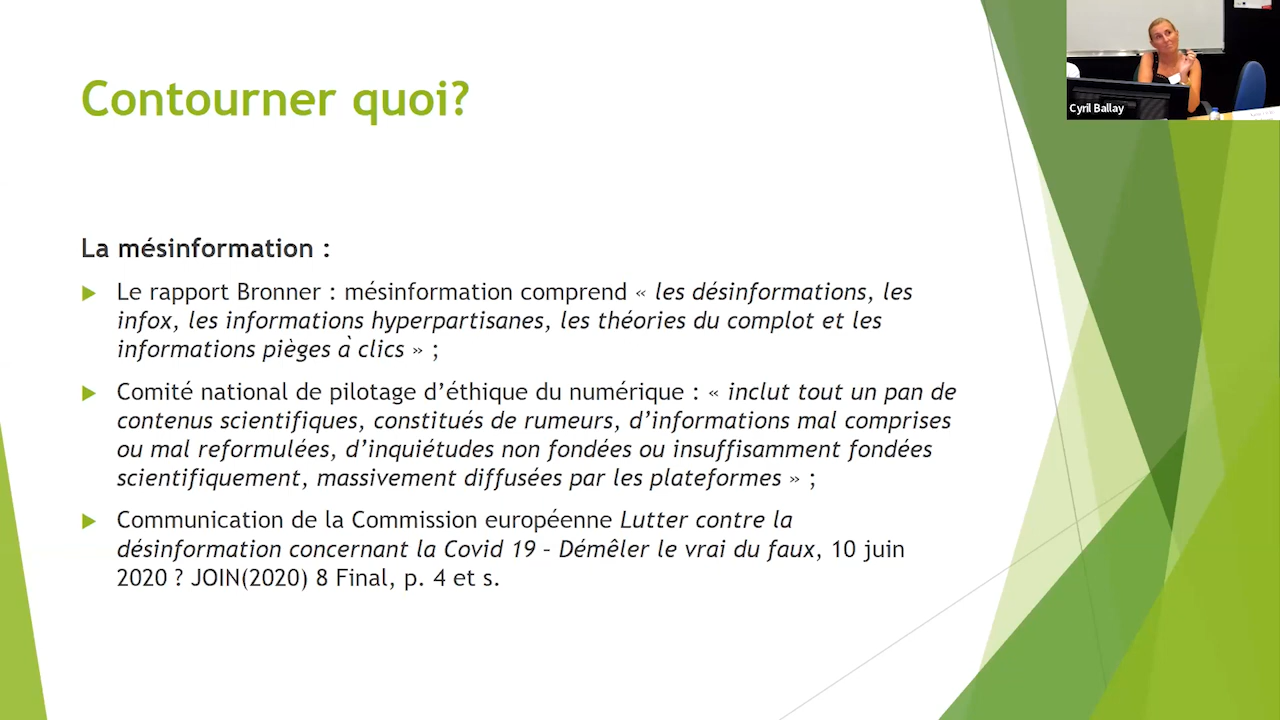 Contourner quoi?
La mésinformation :
Le rapport Bronner : mésinformation comprend « les désinformations, les
infox, les informations hyperpartisanes, les théories du complot et les
informations pièges à clics » ;
Comité national de pilotage d’éthique du numérique : « inclut tout un pan de
contenus scientifiques, constitués de rumeurs, d’informations mal comprises
ou mal reformulées, d’inquiétudes non fondées ou insuffisamment fondées
scientifiquement, massivement diffusées par les plateformes » ;
Communication de la Commission européenne Lutter contre la
désinformation concernant la Covid 19 – Démêler le vrai du faux, 10 juin
2020 ? JOIN(2020) 8 Final, p. 4 et s.
Cyril Ballay